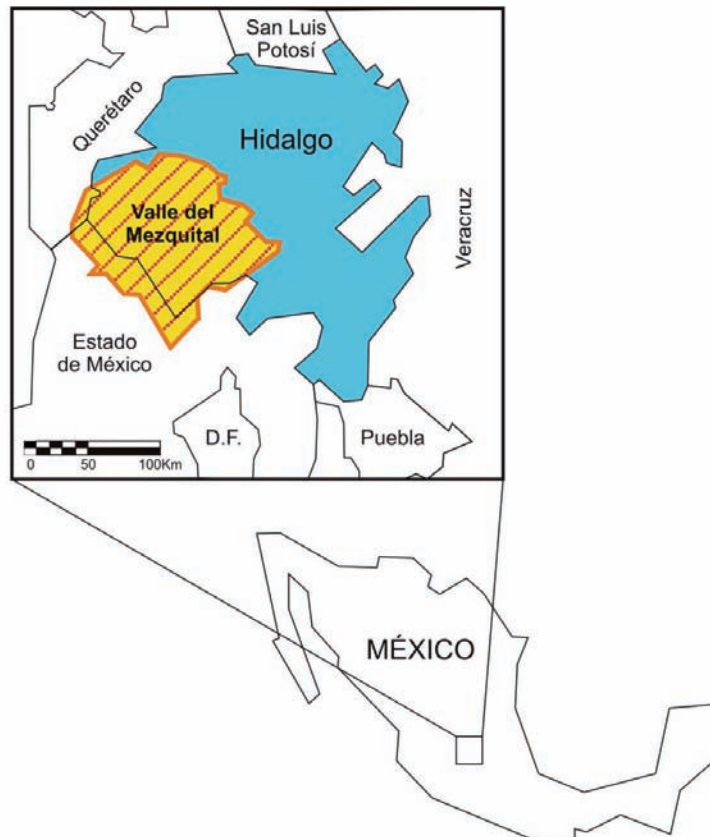 San Luis
Potosí
Querétaro
Hidalgo
Valle del
Mezquital
Veracruz
Estado
de México
D.F.
Puebla
0 50 100Km
MÉXICO